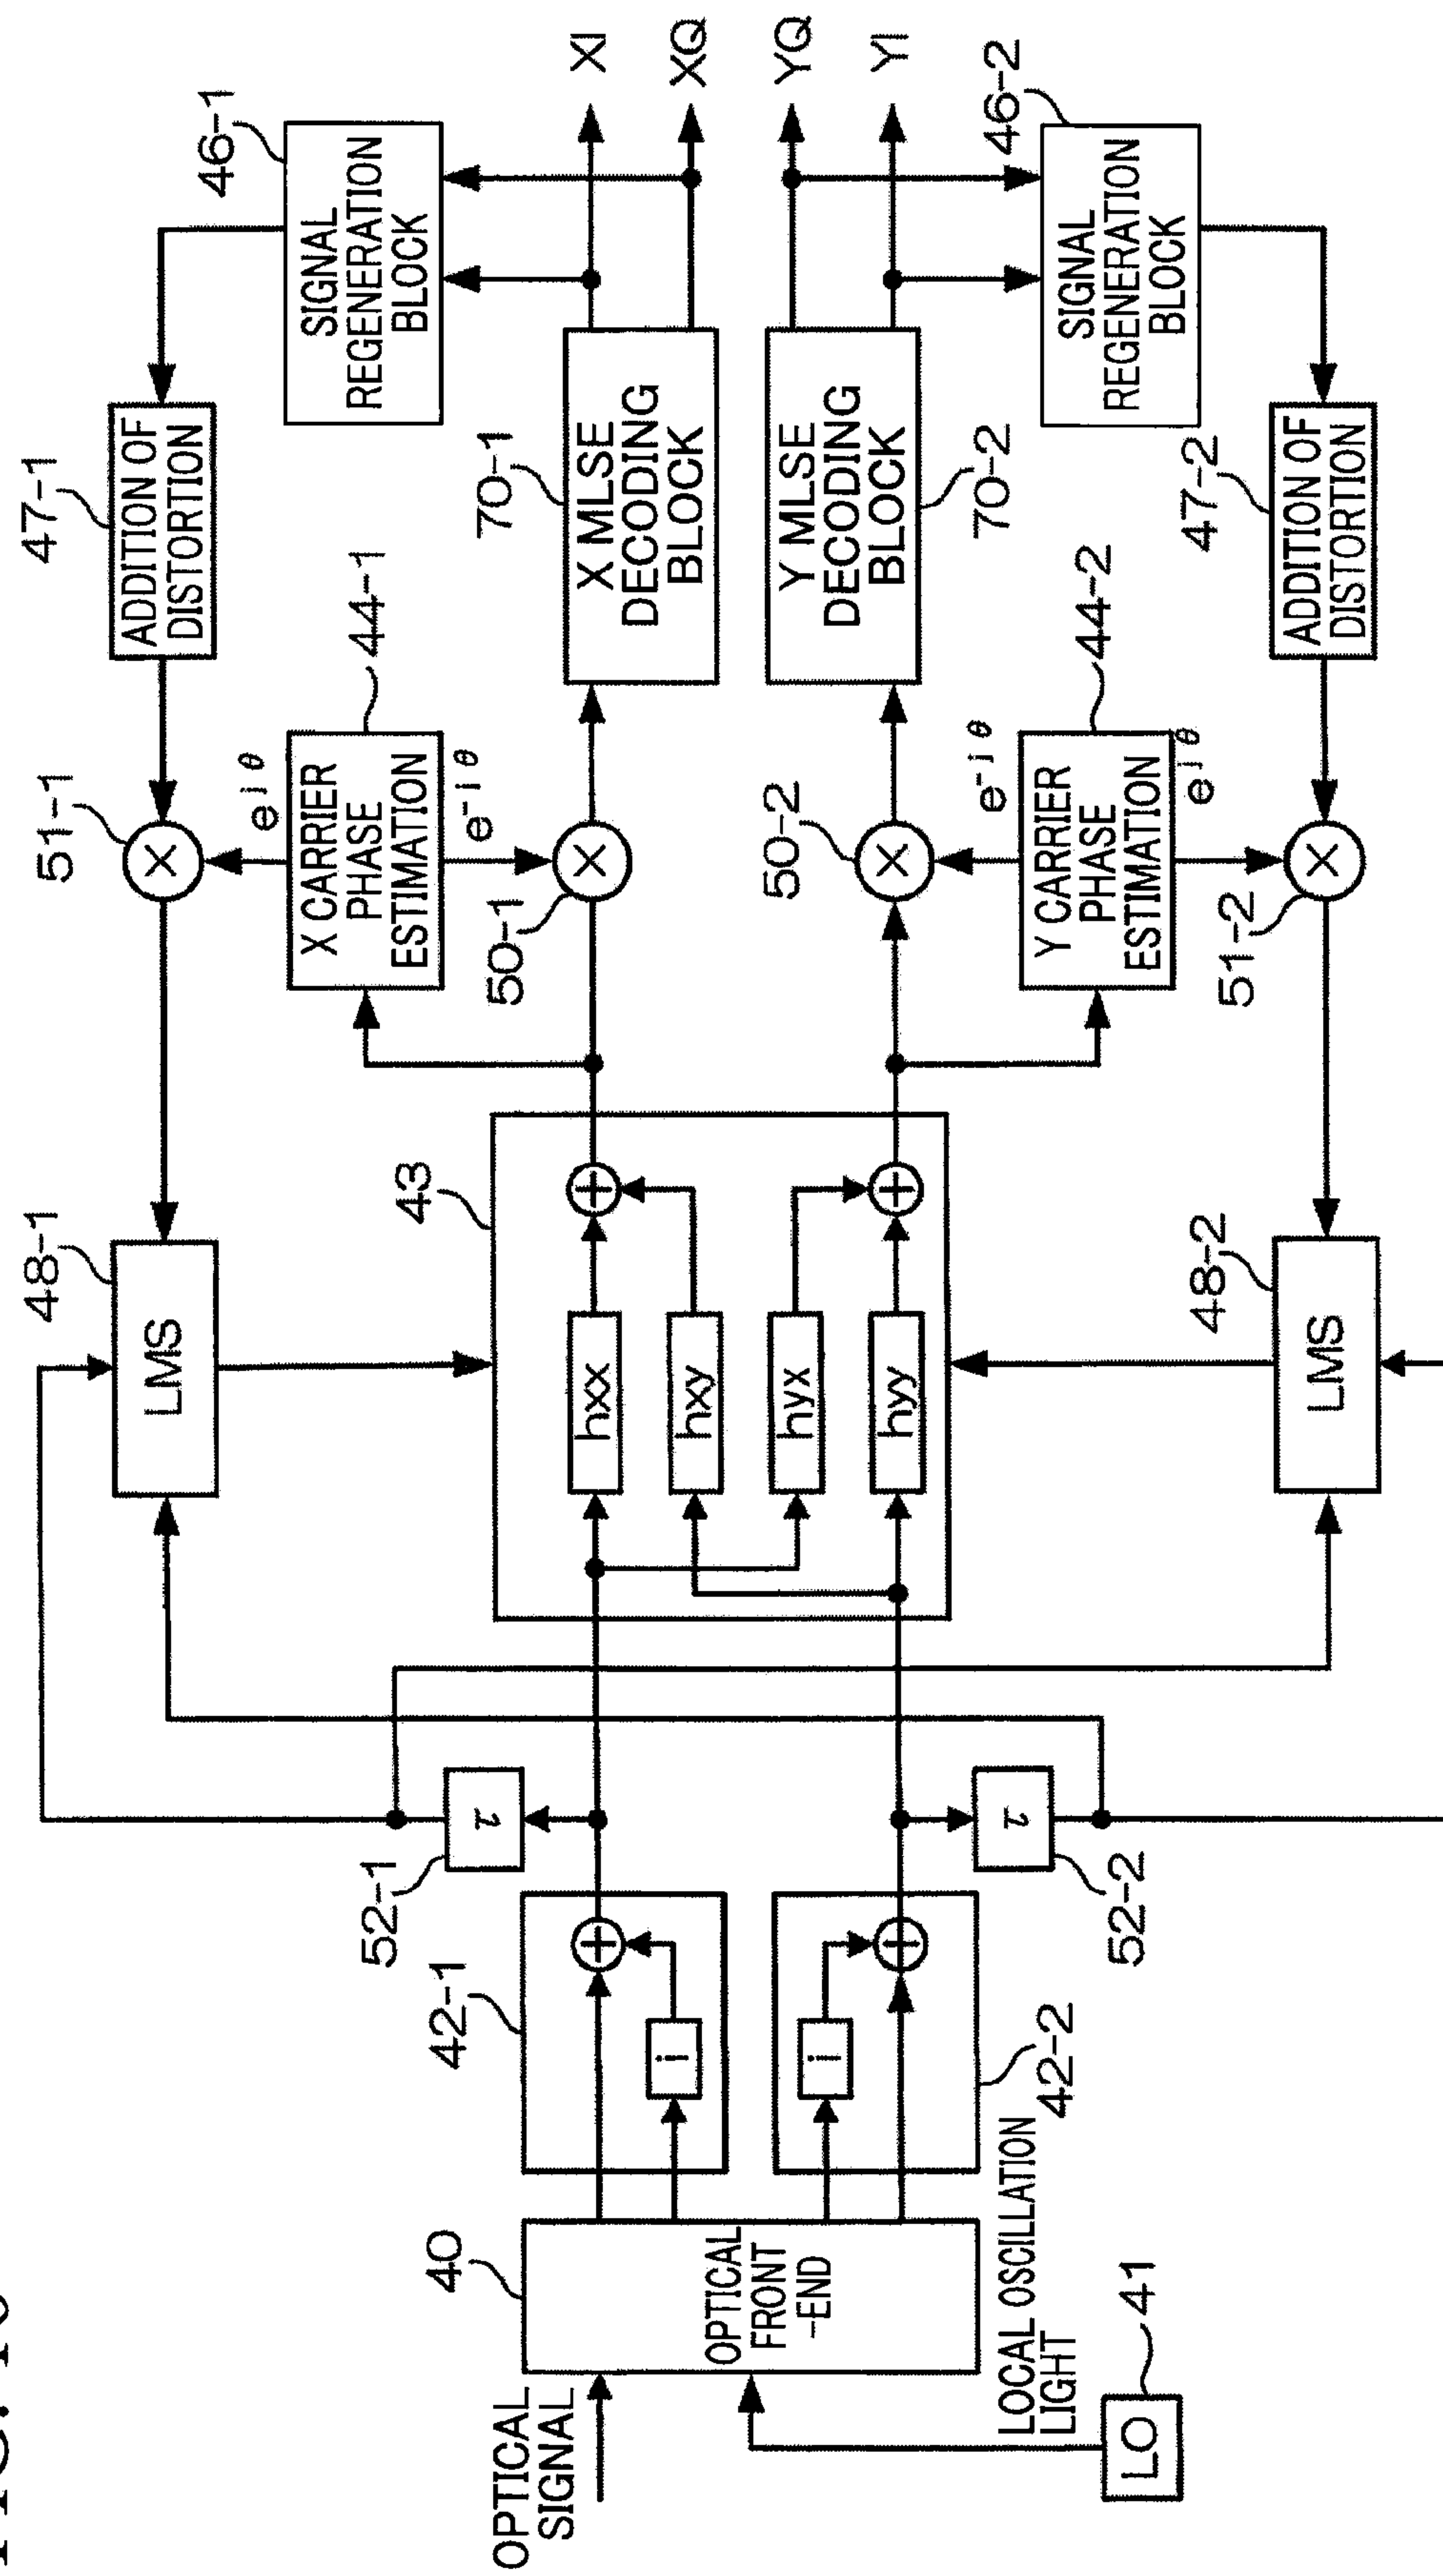 OPTICAL
SIGNAL
40
OPTICAL
FRONT
-END
LOCAL OSCILLATION
LIGHT
LO
41
42-1
i
i
42-2
52-1
τ
τ
52-2
48-1
LMS
43
hxx
hxy
hyx
hyy
48-2
LMS
51-1
e^iθ
X CARRIER
PHASE
ESTIMATION
44-1
e^-iθ
50-1
50-2
e^-iθ
Y CARRIER
PHASE
ESTIMATION
44-2
e^iθ
51-2
47-1
ADDITION OF
DISTORTION
70-1
X MLSE
DECODING
BLOCK
Y MLSE
DECODING
BLOCK
70-2
47-2
ADDITION OF
DISTORTION
46-1
SIGNAL
REGENERATION
BLOCK
XI
XQ
YQ
YI
46-2
SIGNAL
REGENERATION
BLOCK